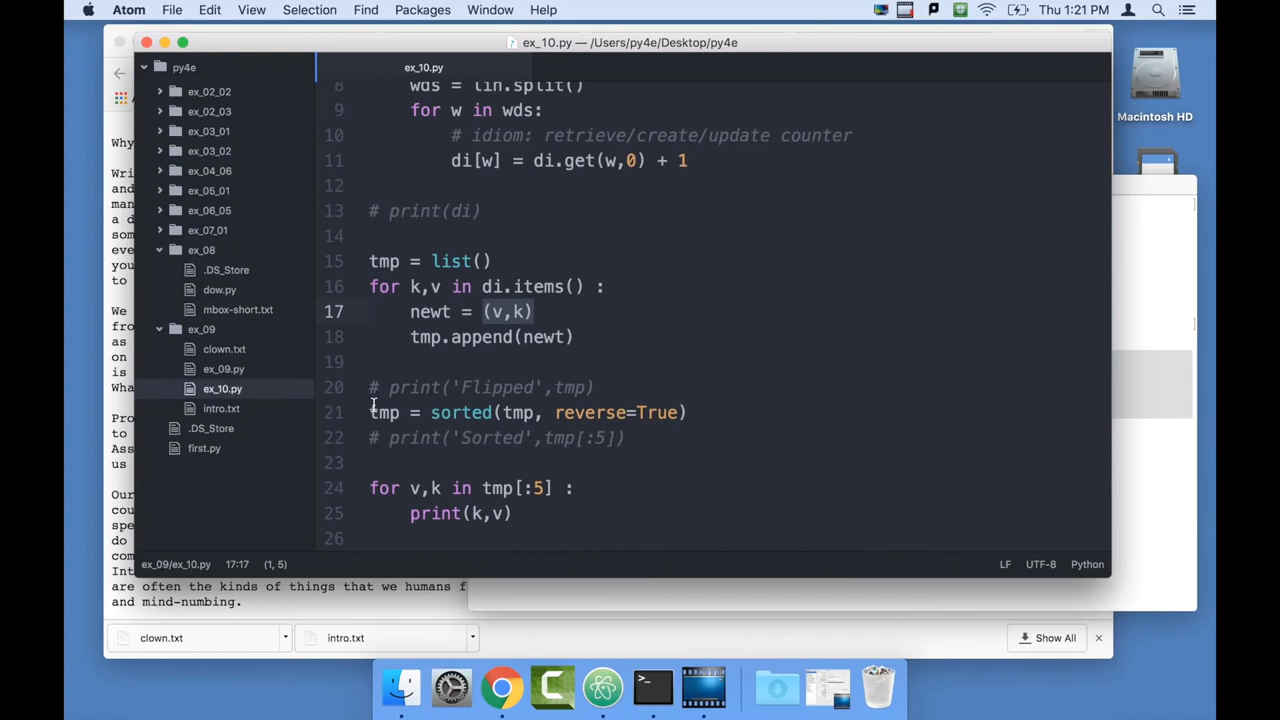 Atom File Edit View Selection Find Packages Window Help Thu 1:21 PM
ex_10.py — /Users/py4e/Desktop/py4e
py4e
ex_10.py
ex_02_02
ex_02_03
ex_03_01
ex_03_02
ex_04_06
ex_05_01
ex_06_05
ex_07_01
ex_08
.DS_Store
dow.py
mbox-short.txt
ex_09
clown.txt
ex_09.py
ex_10.py
intro.txt
.DS_Store
first.py
8 wds = lin.split()
9 for w in wds:
10 # idiom: retrieve/create/update counter
11 di[w] = di.get(w,0) + 1
12
13 # print(di)
14
15 tmp = list()
16 for k,v in di.items() :
17 newt = (v,k)
18 tmp.append(newt)
19
20 # print('Flipped',tmp)
21 tmp = sorted(tmp, reverse=True)
22 # print('Sorted',tmp[:5])
23
24 for v,k in tmp[:5] :
25 print(k,v)
26
ex_09/ex_10.py 17:17 (1, 5) LF UTF-8 Python
Why
and
man
a d
som
eve
you
to
We
fro
as
on
is
Wha
Pro
to
Ass
us
Our
cou
spe
do
com
Int
are often the kinds of things that we humans f
and mind-numbing.
clown.txt
intro.txt
Show All
Macintosh HD